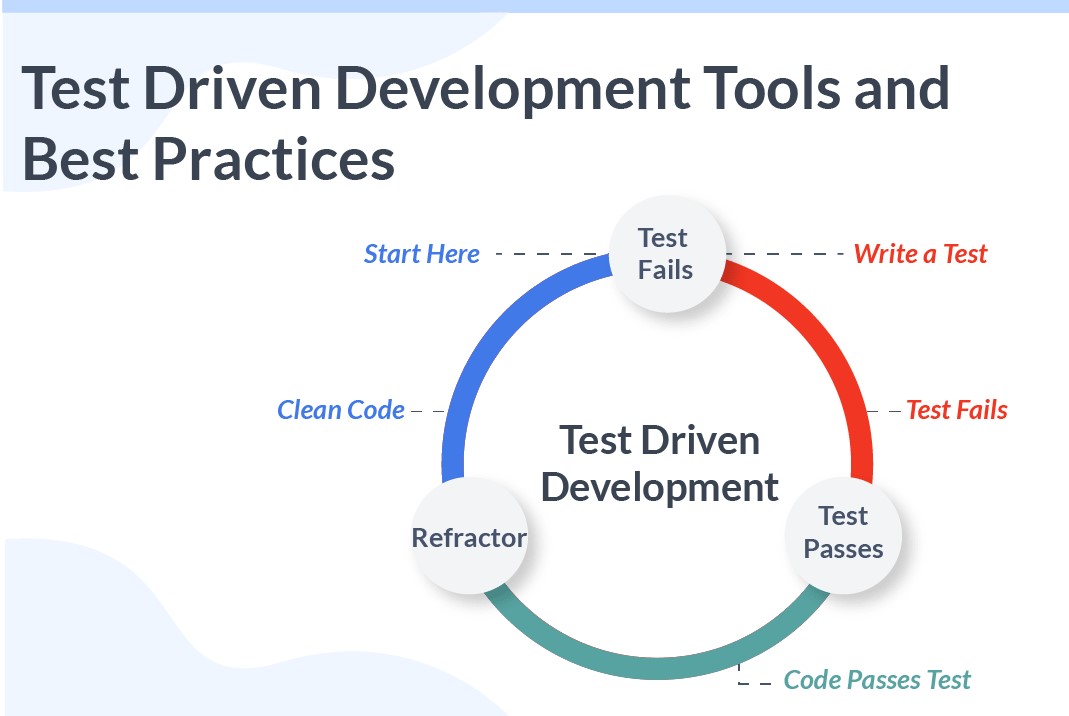 Test Driven Development Tools and
Best Practices
Start Here
Test
Fails
Write a Test
Clean Code
Test Fails
Test Driven
Development
Refractor
Test
Passes
Code Passes Test